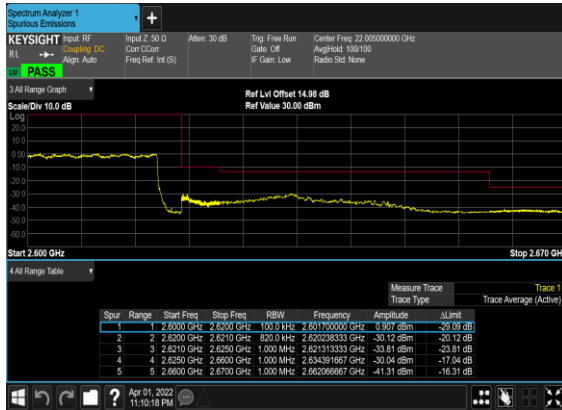 Spectrum Analyzer 1
Spurious Emissions
+
KEYSIGHT Input: RF Input Z: 50 Ω Atten: 30 dB Trig: Free Run Center Freq: 22.005000000 GHz
RL Coupling: DC Corr CCorr Gate: Off Avg|Hold: 100/100
Align: Auto Freq Ref: Int (S) IF Gain: Low Radio Std: None
PASS
3 All Range Graph
Ref Lvl Offset 14.98 dB
Scale/Div 10.0 dB Ref Value 30.00 dBm
Log
20.0
10.0
0.00
-10.0
-20.0
-30.0
-40.0
-50.0
-60.0
Start 2.600 GHz Stop 2.670 GH
4 All Range Table
Measure Trace Trace 1
Trace Type Trace Average (Active)
Spur Range Start Freq Stop Freq RBW Frequency Amplitude ΔLimit
1 1 2.6000 GHz 2.6200 GHz 100.0 kHz 2.601700000 GHz 0.907 dBm -29.09 dB
2 2 2.6200 GHz 2.6210 GHz 820.0 kHz 2.620238333 GHz -30.12 dBm -20.12 dB
3 3 2.6210 GHz 2.6250 GHz 1.000 MHz 2.621313333 GHz -33.81 dBm -23.81 dB
4 4 2.6250 GHz 2.6600 GHz 1.000 MHz 2.634391667 GHz -30.04 dBm -17.04 dB
5 5 2.6600 GHz 2.6700 GHz 1.000 MHz 2.662066667 GHz -41.31 dBm -16.31 dB
? Apr 01, 2022
11:10:18 PM